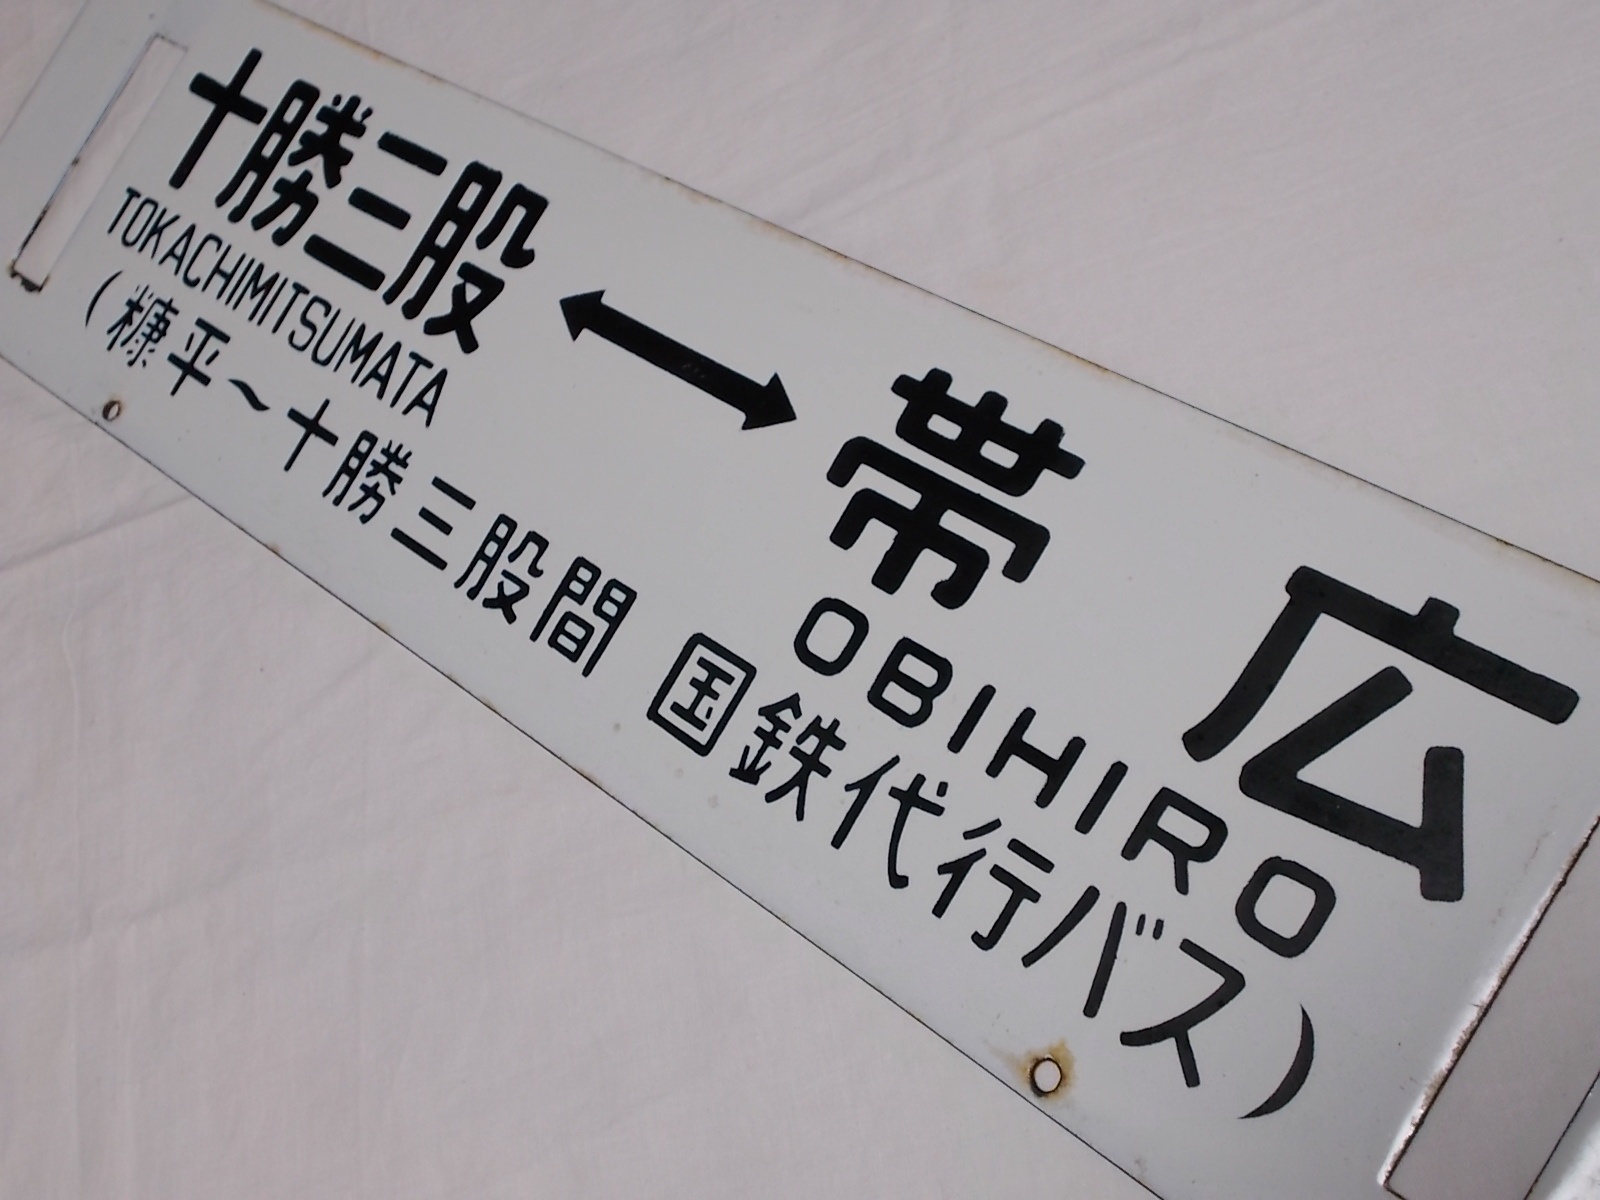 十勝三股 ↔ 帯広
TOKACHIMITSUMATA OBIHIRO
(糠平〜十勝三股間 国鉄代行バス)